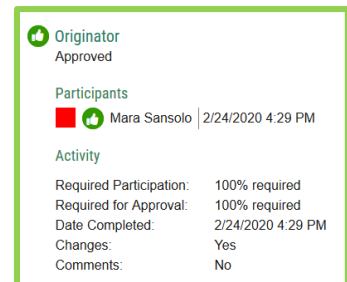 Originator
Approved
Participants
Mara Sansolo 2/24/2020 4:29 PM
Activity
Required Participation: 100% required
Required for Approval: 100% required
Date Completed: 2/24/2020 4:29 PM
Changes: Yes
Comments: No